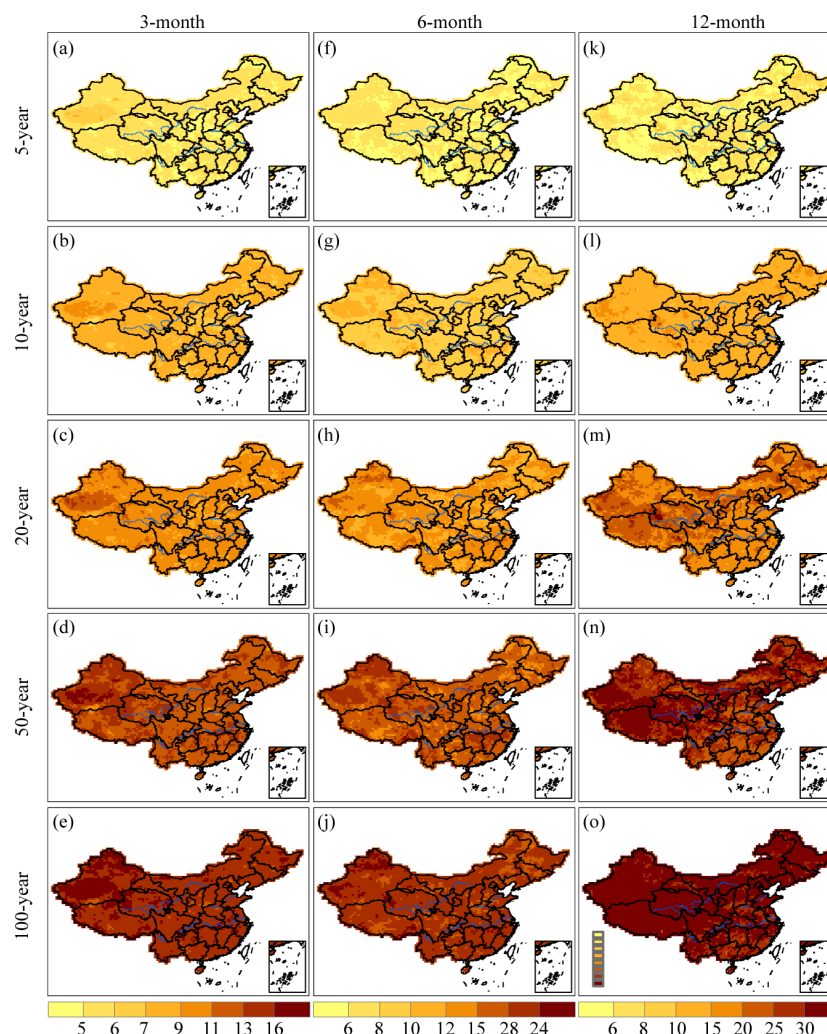 3-month 6-month 12-month
(a) (f) (k)
5-year
(b) (g) (l)
10-year
(c) (h) (m)
20-year
(d) (i) (n)
50-year
(e) (j) (o)
100-year
5 6 7 9 11 13 16 6 8 10 12 15 28 24 6 8 10 15 20 25 30